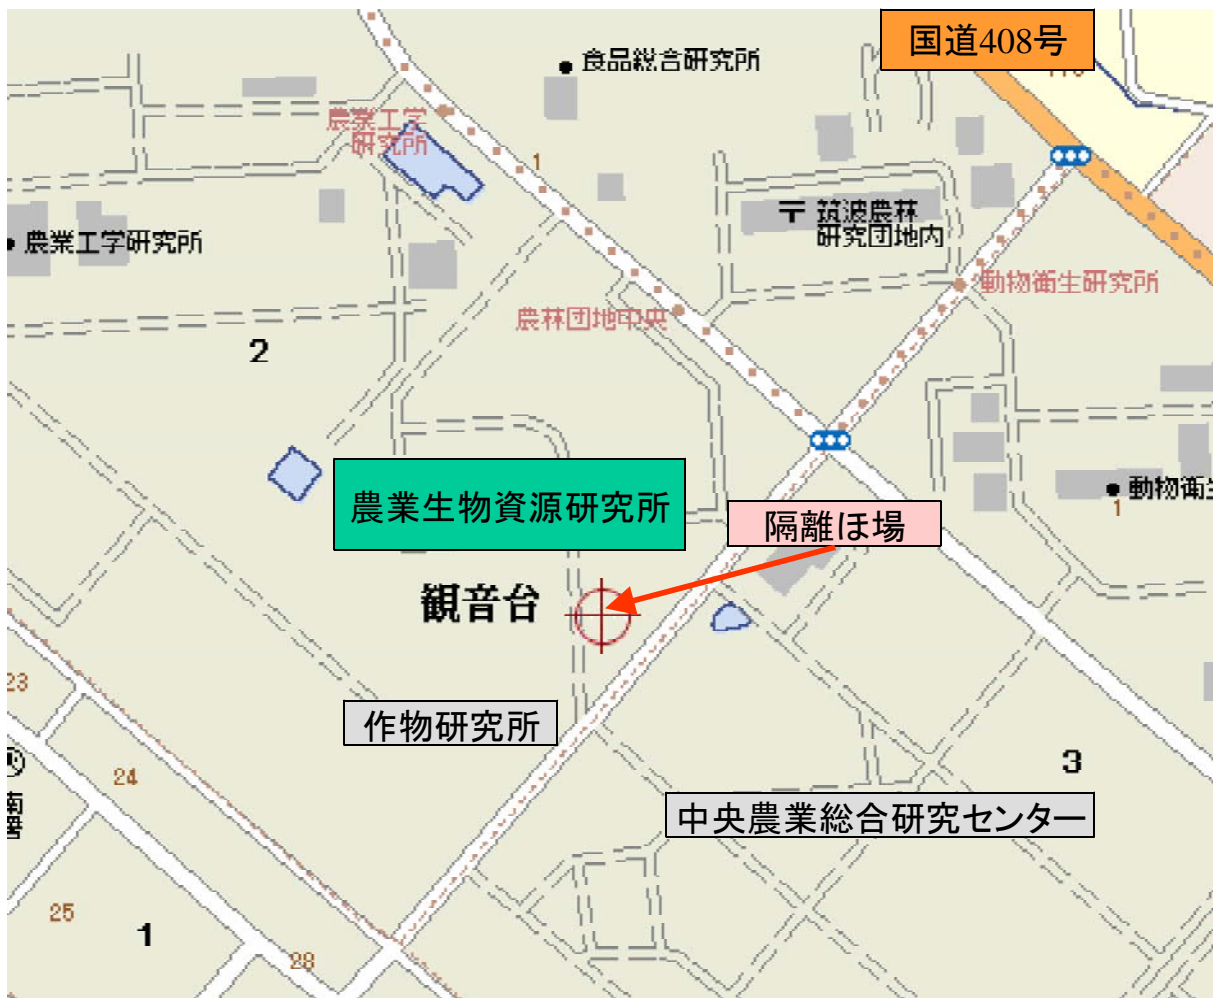 国道408号
食品総合研究所
農業工学
研究所
1
筑波農林
研究団地内
農業工学研究所
動物衛生研究所
農林団地中央
2
農業生物資源研究所
動物衛生
1
隔離ほ場
観音台
23
作物研究所
24
3
南
署
中央農業総合研究センター
25
1
28